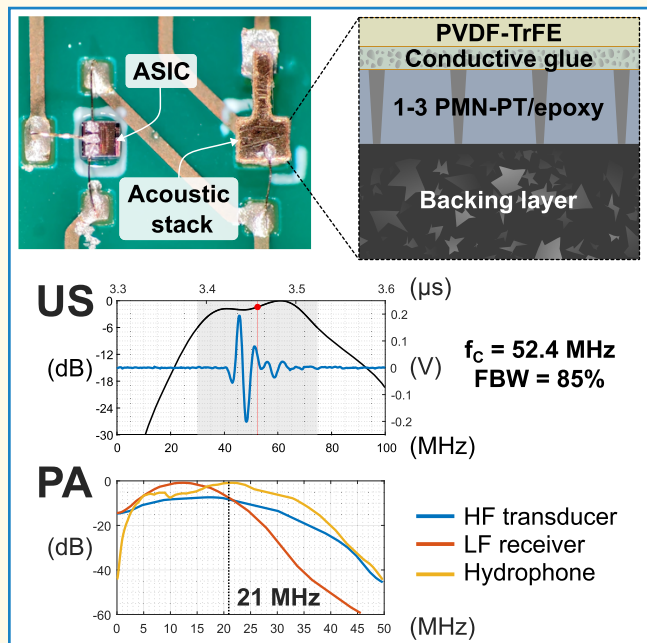 ASIC
Acoustic
stack
PVDF-TrFE
Conductive glue
1-3 PMN-PT/epoxy
Backing layer
US
3.3 3.4 3.5 3.6 (µs)
0
-6
-12
-18
-24
-30
(dB)
0.2
0.1
0
-0.1
-0.2
(V)
0 20 40 60 80 100 (MHz)
fC = 52.4 MHz
FBW = 85%
PA
0
-20
-40
-60
(dB)
21 MHz
0 5 10 15 20 25 30 35 40 45 50
(MHz)
HF transducer
LF receiver
Hydrophone